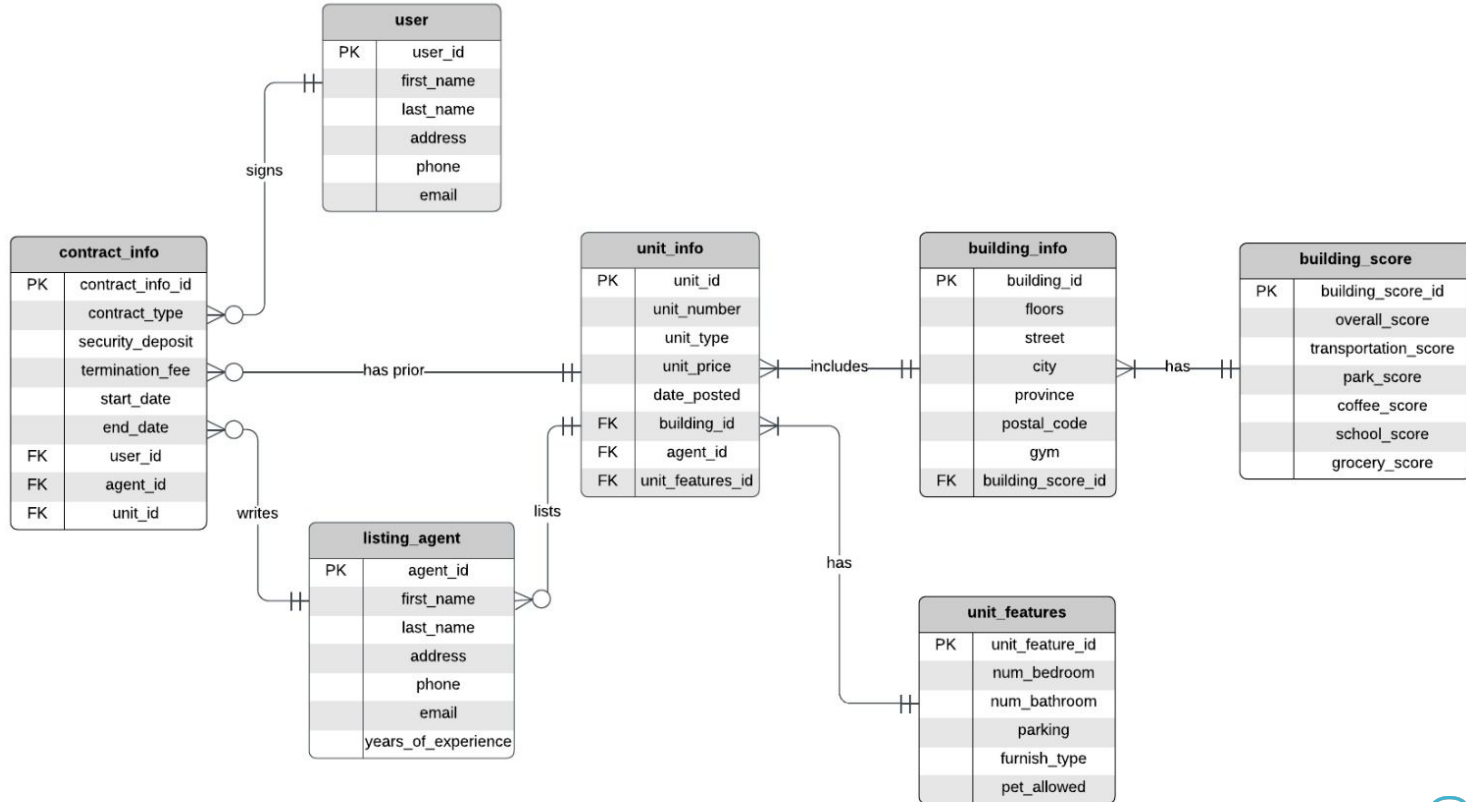 user
PK user_id
first_name
last_name
address
phone
email
signs
contract_info
PK contract_info_id
contract_type
security_deposit
termination_fee
start_date
end_date
FK user_id
FK agent_id
FK unit_id
has prior
writes
listing_agent
PK agent_id
first_name
last_name
address
phone
email
years_of_experience
lists
unit_info
PK unit_id
unit_number
unit_type
unit_price
date_posted
FK building_id
FK agent_id
FK unit_features_id
includes
building_info
PK building_id
floors
street
city
province
postal_code
gym
FK building_score_id
has
building_score
PK building_score_id
overall_score
transportation_score
park_score
coffee_score
school_score
grocery_score
has
unit_features
PK unit_feature_id
num_bedroom
num_bathroom
parking
furnish_type
pet_allowed